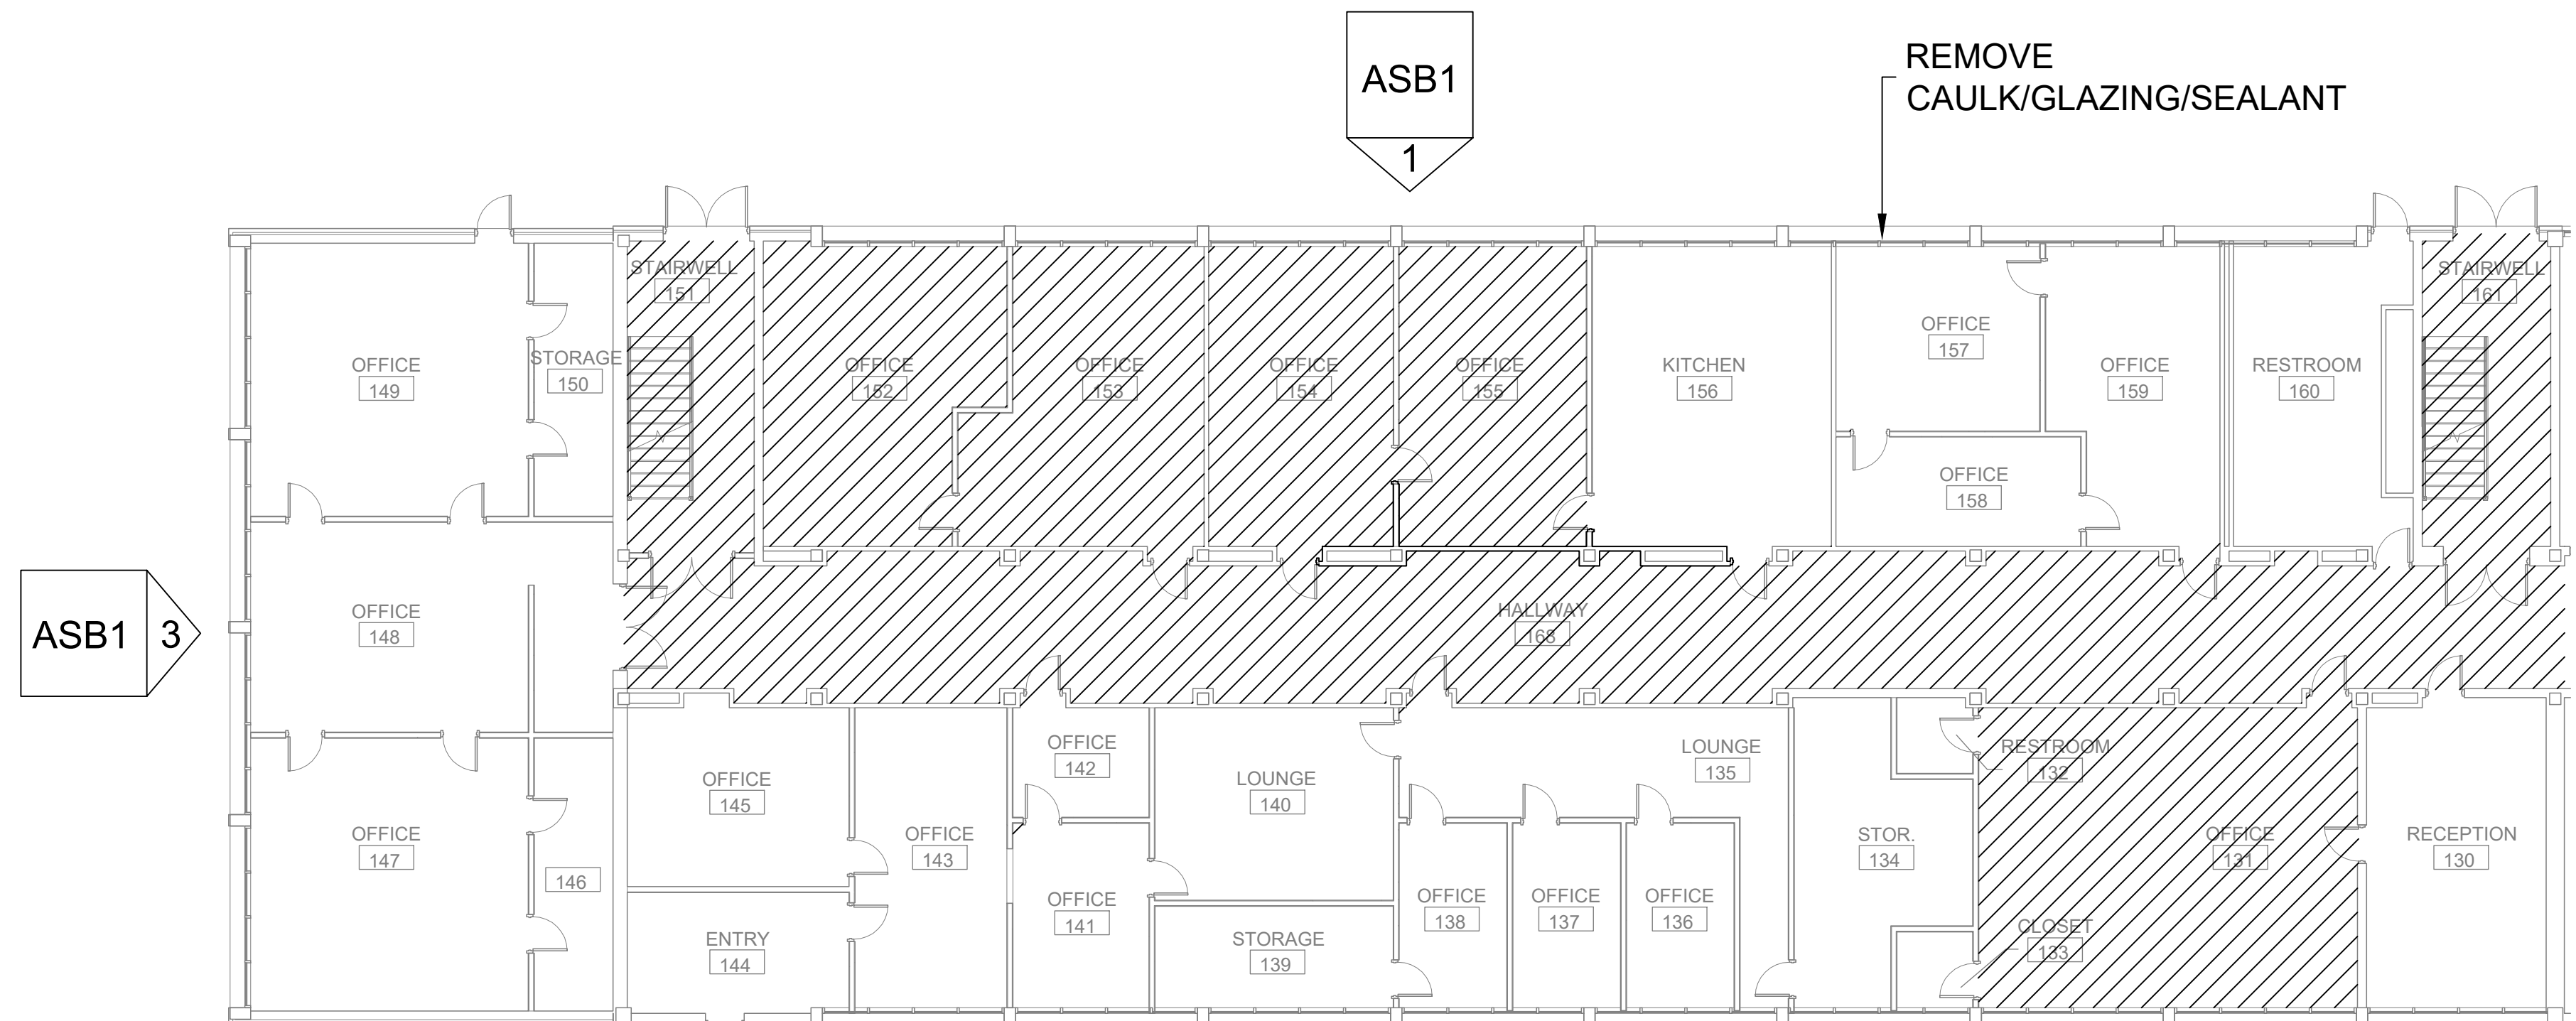 ASB1
1
REMOVE
CAULK/GLAZING/SEALANT
ASB1 3
STAIRWELL
151
STAIRWELL
161
OFFICE
149
STORAGE
150
OFFICE
152
OFFICE
153
OFFICE
154
OFFICE
155
KITCHEN
156
OFFICE
157
OFFICE
158
OFFICE
159
RESTROOM
160
OFFICE
148
HALLWAY
168
OFFICE
147
146
OFFICE
145
ENTRY
144
OFFICE
143
OFFICE
142
OFFICE
141
LOUNGE
140
STORAGE
139
OFFICE
138
OFFICE
137
OFFICE
136
LOUNGE
135
STOR.
134
RESTROOM
132
OFFICE
131
CLOSET
133
RECEPTION
130